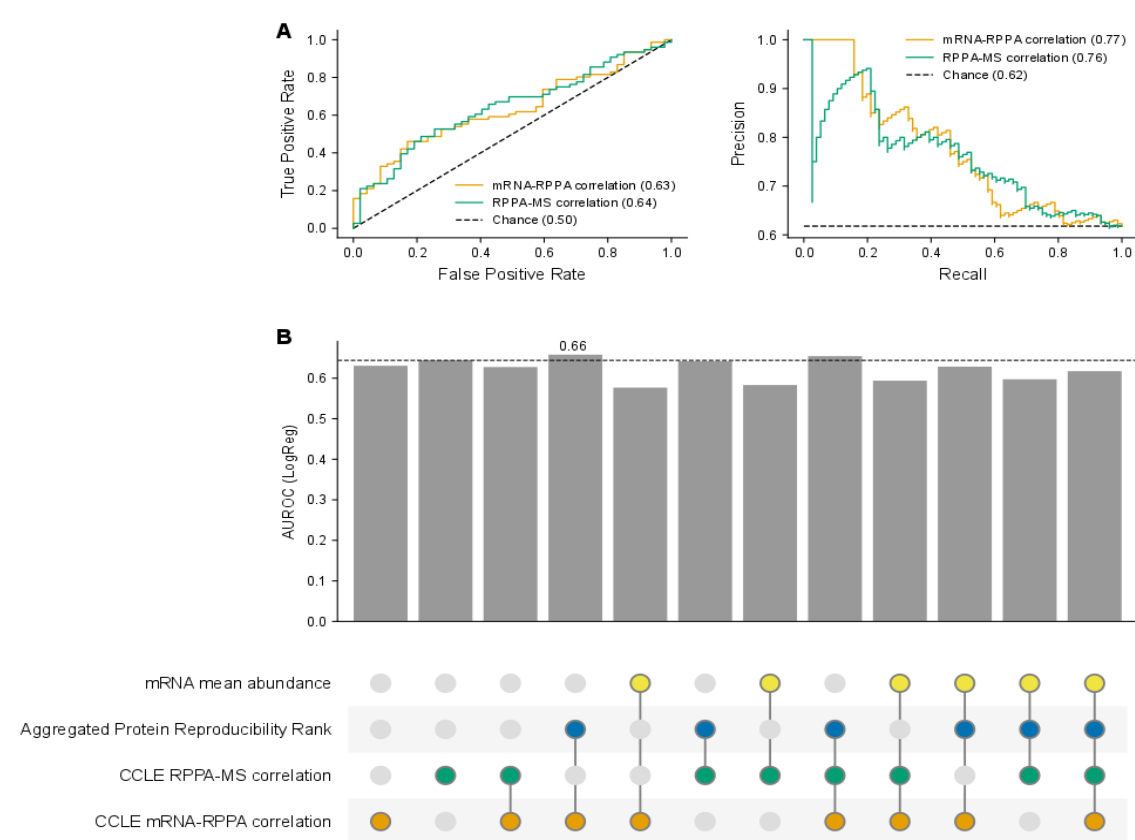 A
1.0
0.8
0.6
0.4
0.2
0.0
True Positive Rate
mRNA-RPPA correlation (0.63)
RPPA-MS correlation (0.64)
Chance (0.50)
0.0 0.2 0.4 0.6 0.8 1.0
False Positive Rate
1.0
0.9
0.8
0.7
0.6
Precision
mRNA-RPPA correlation (0.77)
RPPA-MS correlation (0.76)
Chance (0.62)
0.0 0.2 0.4 0.6 0.8 1.0
Recall
B
0.66
0.6
0.5
0.4
0.3
0.2
0.1
0.0
AUROC (LogReg)
mRNA mean abundance
Aggregated Protein Reproducibility Rank
CCLE RPPA-MS correlation
CCLE mRNA-RPPA correlation